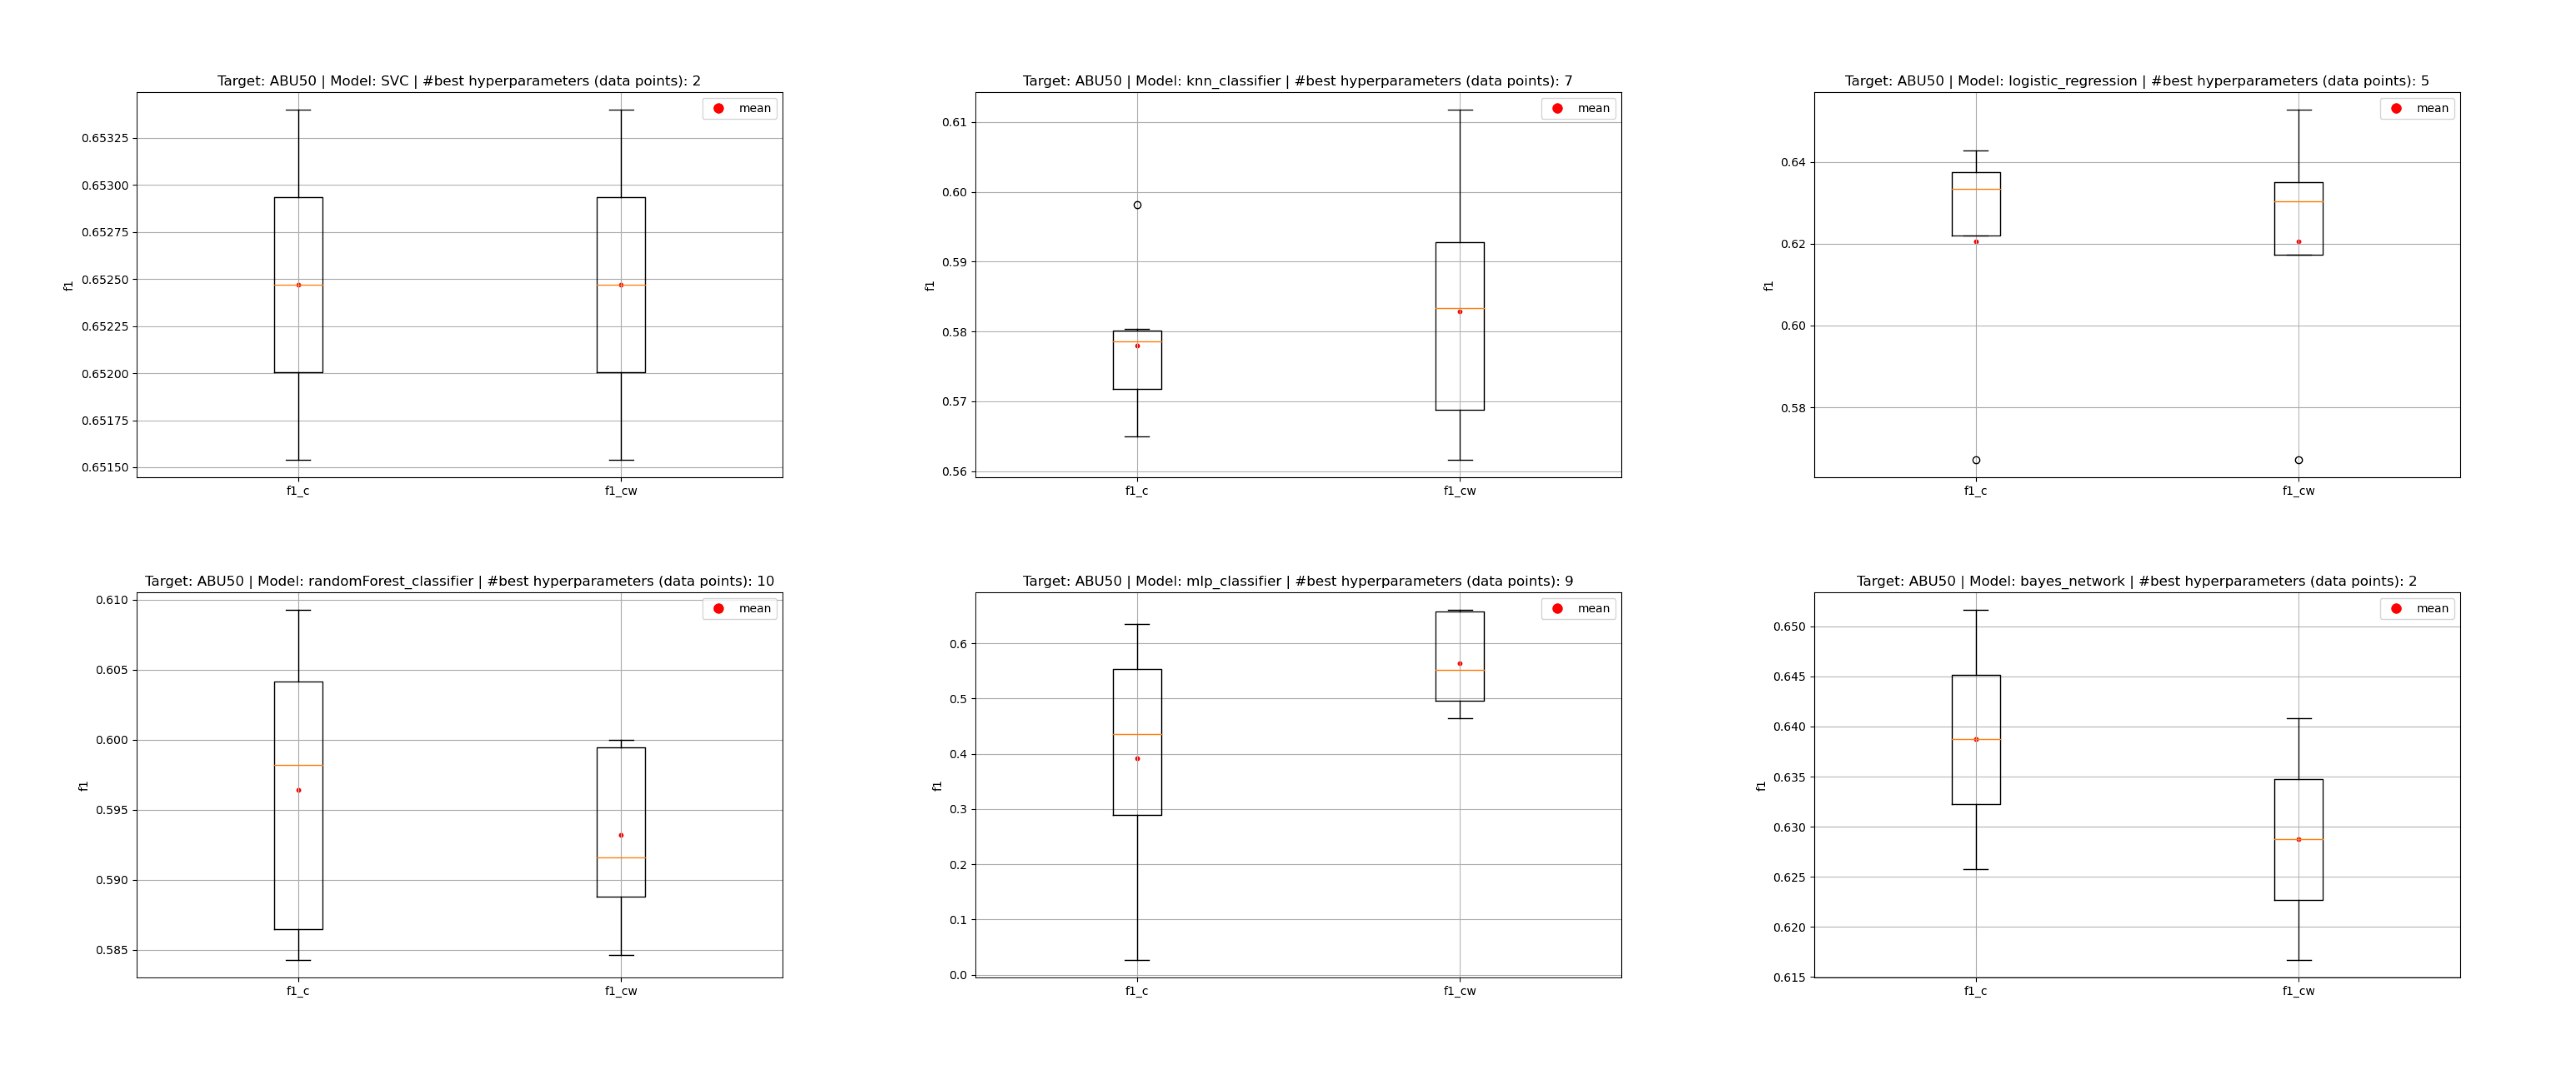 Target: ABU50 | Model: SVC | #best hyperparameters (data points): 2
mean
0.65325
0.65300
0.65275
0.65250
0.65225
0.65200
0.65175
0.65150
f1
f1_c
f1_cw
Target: ABU50 | Model: knn_classifier | #best hyperparameters (data points): 7
mean
0.61
0.60
0.59
0.58
0.57
0.56
f1
f1_c
f1_cw
Target: ABU50 | Model: logistic_regression | #best hyperparameters (data points): 5
mean
0.64
0.62
0.60
0.58
f1
f1_c
f1_cw
Target: ABU50 | Model: randomForest_classifier | #best hyperparameters (data points): 10
mean
0.610
0.605
0.600
0.595
0.590
0.585
f1
f1_c
f1_cw
Target: ABU50 | Model: mlp_classifier | #best hyperparameters (data points): 9
mean
0.6
0.5
0.4
0.3
0.2
0.1
0.0
f1
f1_c
f1_cw
Target: ABU50 | Model: bayes_network | #best hyperparameters (data points): 2
mean
0.650
0.645
0.640
0.635
0.630
0.625
0.620
0.615
f1
f1_c
f1_cw